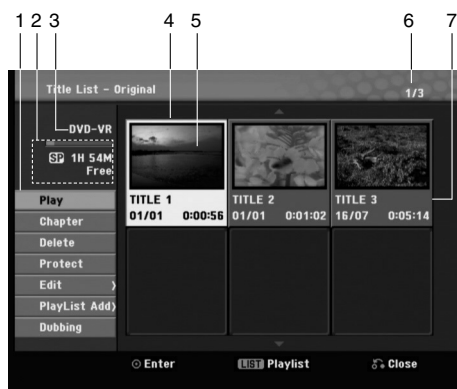 1 2 3 4 5 6 7
Title List - Original 1/3
DVD-VR
SP 1H 54M
Free
Play
Chapter
Delete
Protect
Edit
PlayList Add
Dubbing
TITLE 1
01/01 0:00:56
TITLE 2
01/01 0:01:02
TITLE 3
16/07 0:05:14
Enter LIST Playlist Close